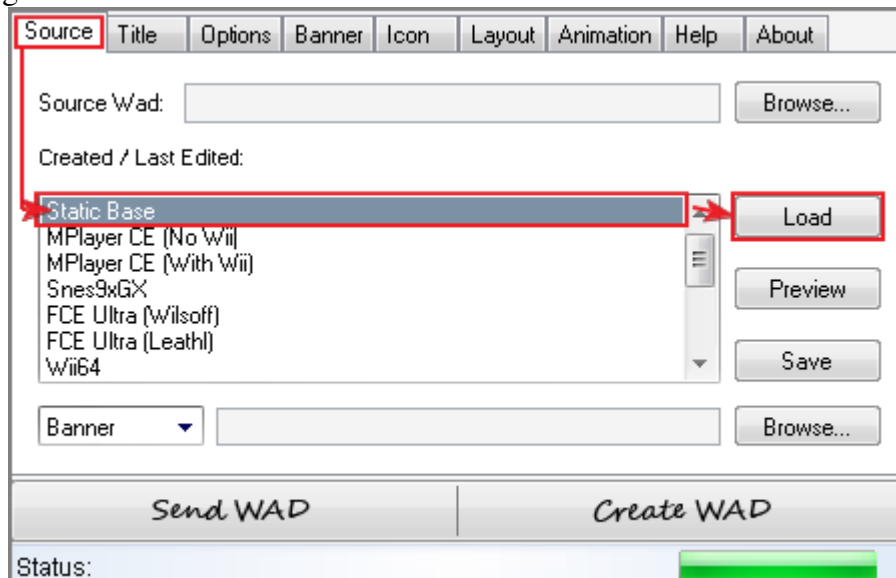 Source Title Options Banner Icon Layout Animation Help About
Source Wad: Browse...
Created / Last Edited:
Static Base
Load
MPlayer CE (No Wii
MPlayer CE (With Wii)
Snes9xGX
Preview
FCE Ultra (Wilsoff)
FCE Ultra (Leathl)
Wii64
Save
Banner Browse...
Send WAD Create WAD
Status: